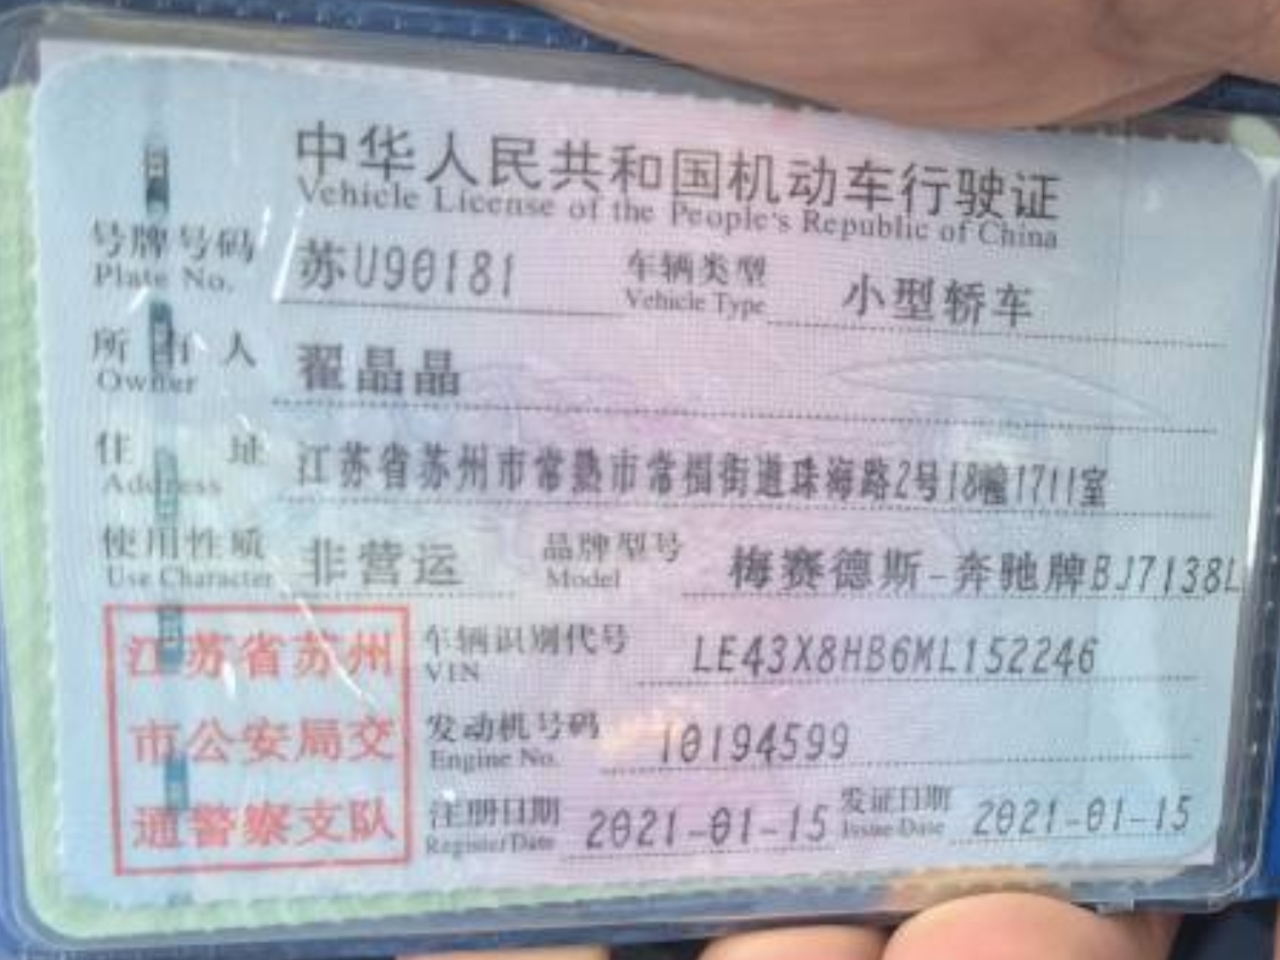 中华人民共和国机动车行驶证
Vehicle License of the People's Republic of China
号牌号码 苏U90181 车辆类型 小型轿车
Plate No. Vehicle Type
所有人 翟晶晶
Owner
住址 江苏省苏州市常熟市常福街道珠海路2号18幢1711室
Address
使用性质 非营运 品牌型号 梅赛德斯-奔驰牌BJ7138L
Use Character Model
江苏省苏州
市公安局交
通警察支队
车辆识别代号 LE43X8HB6ML152246
VIN
发动机号码 10194599
Engine No.
注册日期 2021-01-15 发证日期 2021-01-15
Register Date Issue Date